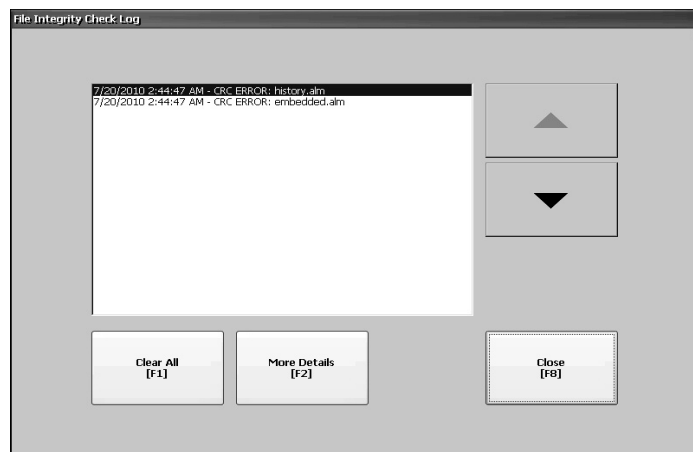 File Integrity Check Log
7/20/2010 2:44:47 AM - CRC ERROR: history.alm
7/20/2010 2:44:47 AM - CRC ERROR: embedded.alm
Clear All
[F1]
More Details
[F2]
Close
[F8]